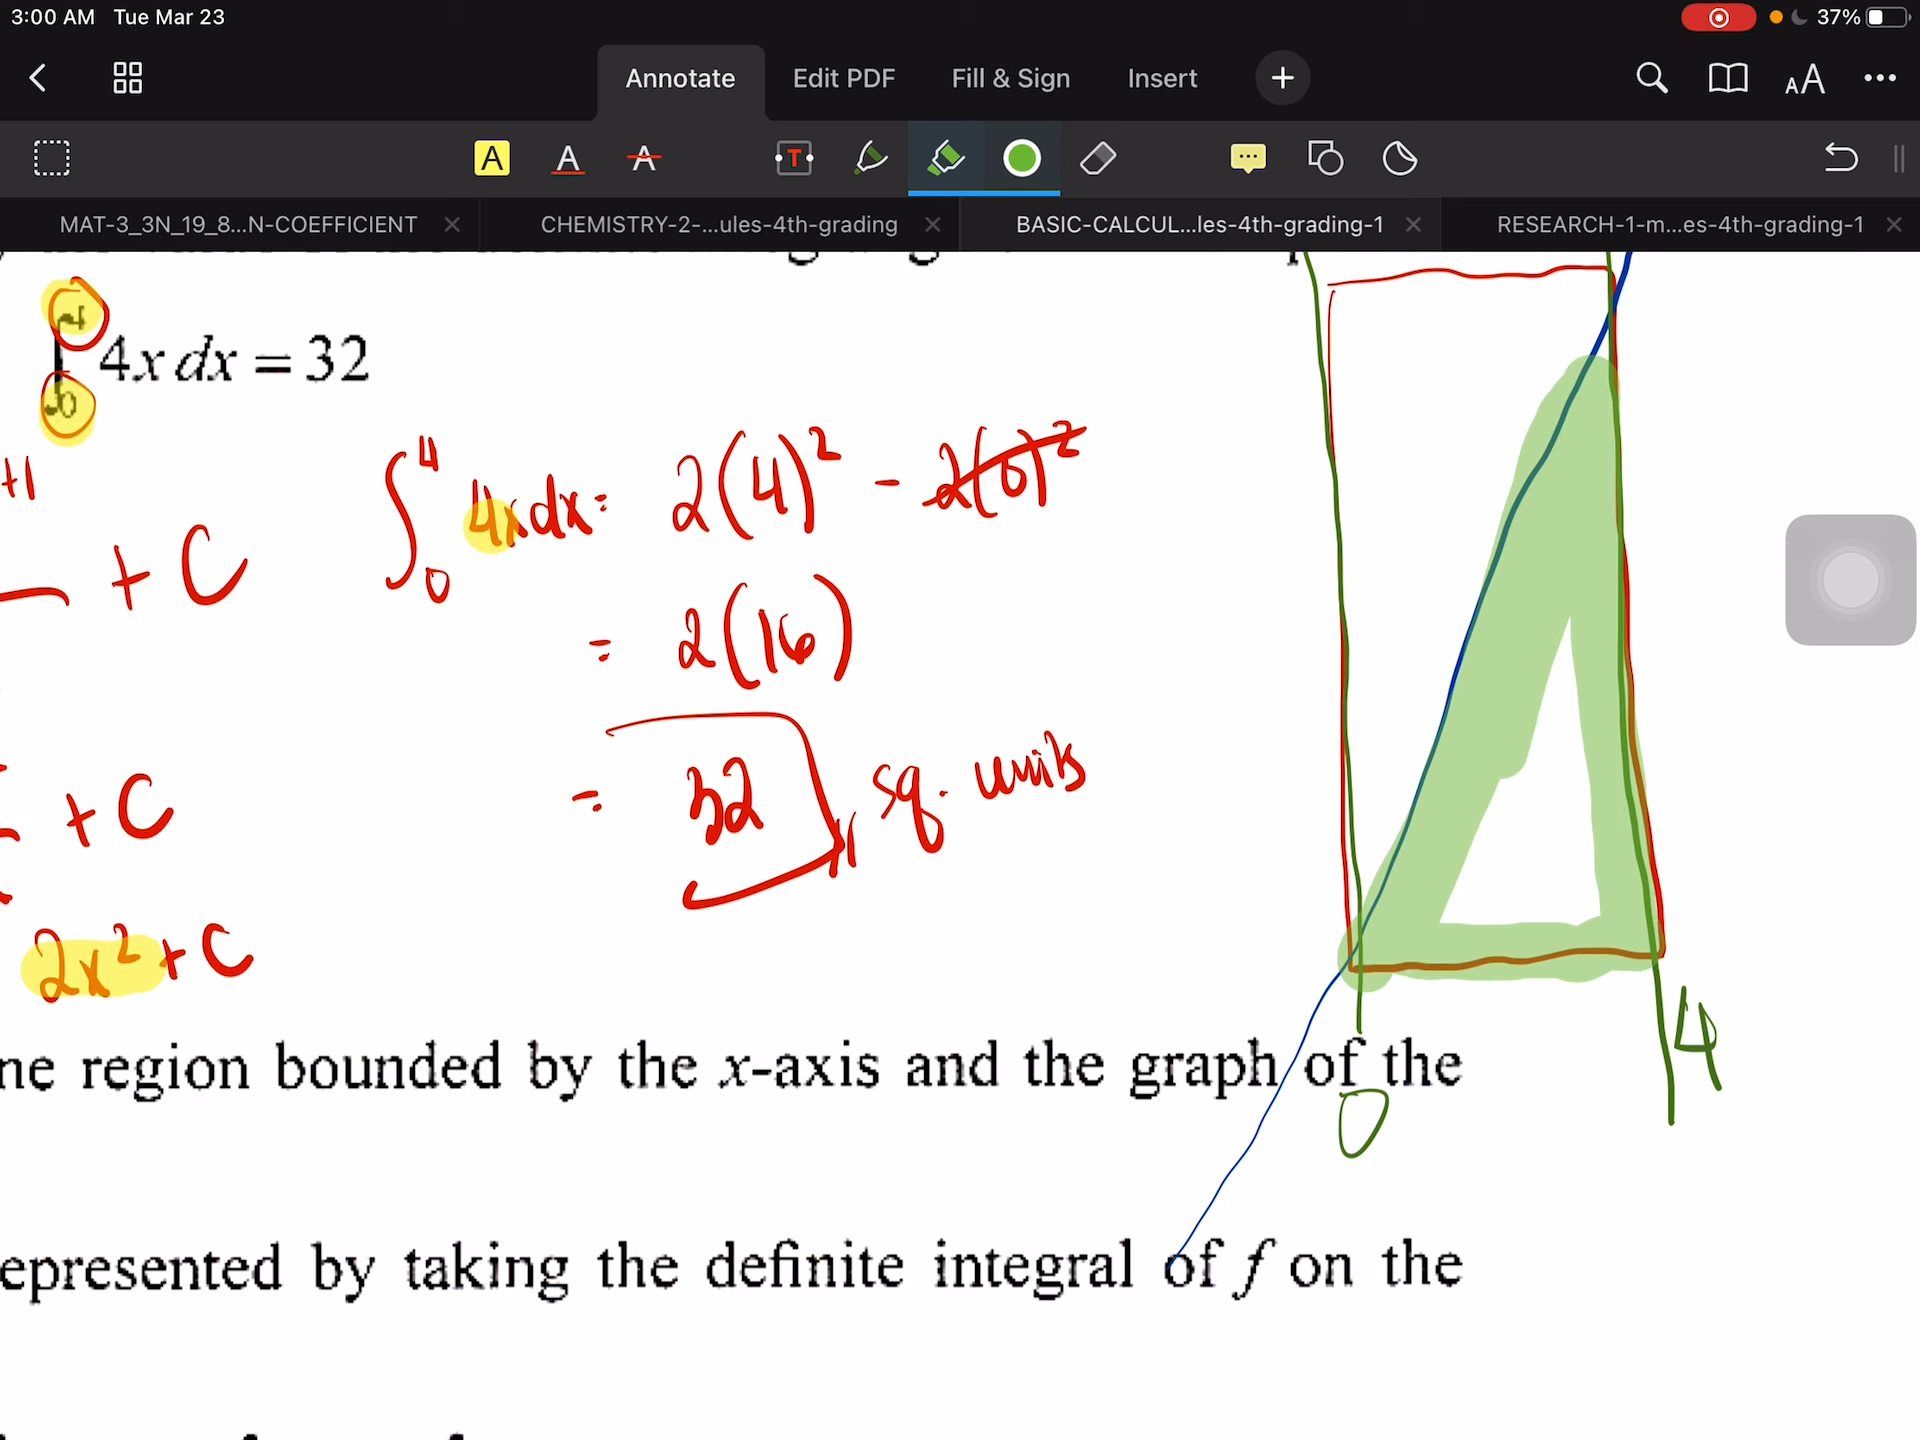 3:00 AM Tue Mar 23
37%
Annotate Edit PDF Fill & Sign Insert
AA
A A A T
MAT-3_3N_19_8...N-COEFFICIENT CHEMISTRY-2-...ules-4th-grading BASIC-CALCUL...les-4th-grading-1 RESEARCH-1-m...es-4th-grading-1
∫₀⁴ 4x dx = 32
+1
+ C
∫₀⁴ 4x dx = 2(4)² - 2(0)²
= 2(16)
+ C
= 32 sq. units
2x² + C
4
ne region bounded by the x-axis and the graph of the
0
epresented by taking the definite integral of f on the